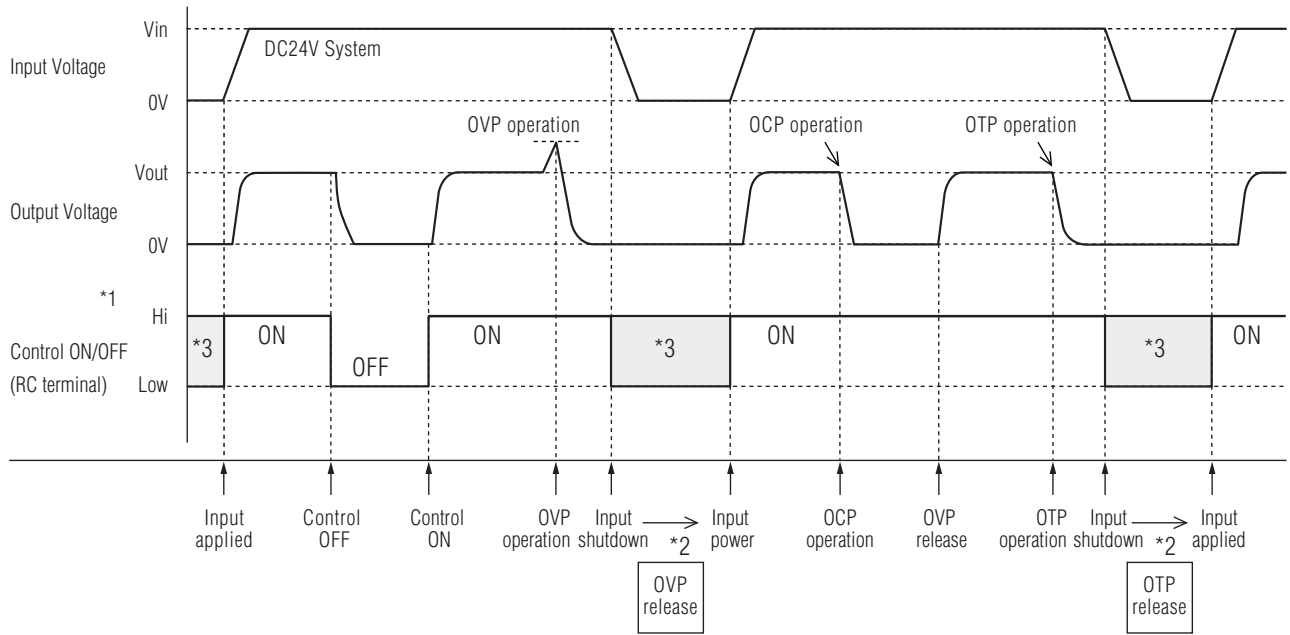 Vin
DC24V System
Input Voltage
0V
OVP operation
OCP operation
OTP operation
Vout
Output Voltage
0V
*1
Hi
*3
ON
ON
*3
ON
*3
ON
Control ON/OFF
(RC terminal)
OFF
Low
Input
applied
Control
OFF
Control
ON
OVP
operation
Input
shutdown
*2
Input
power
OCP
operation
OVP
release
OTP
operation
Input
shutdown
*2
Input
applied
OVP
release
OTP
release